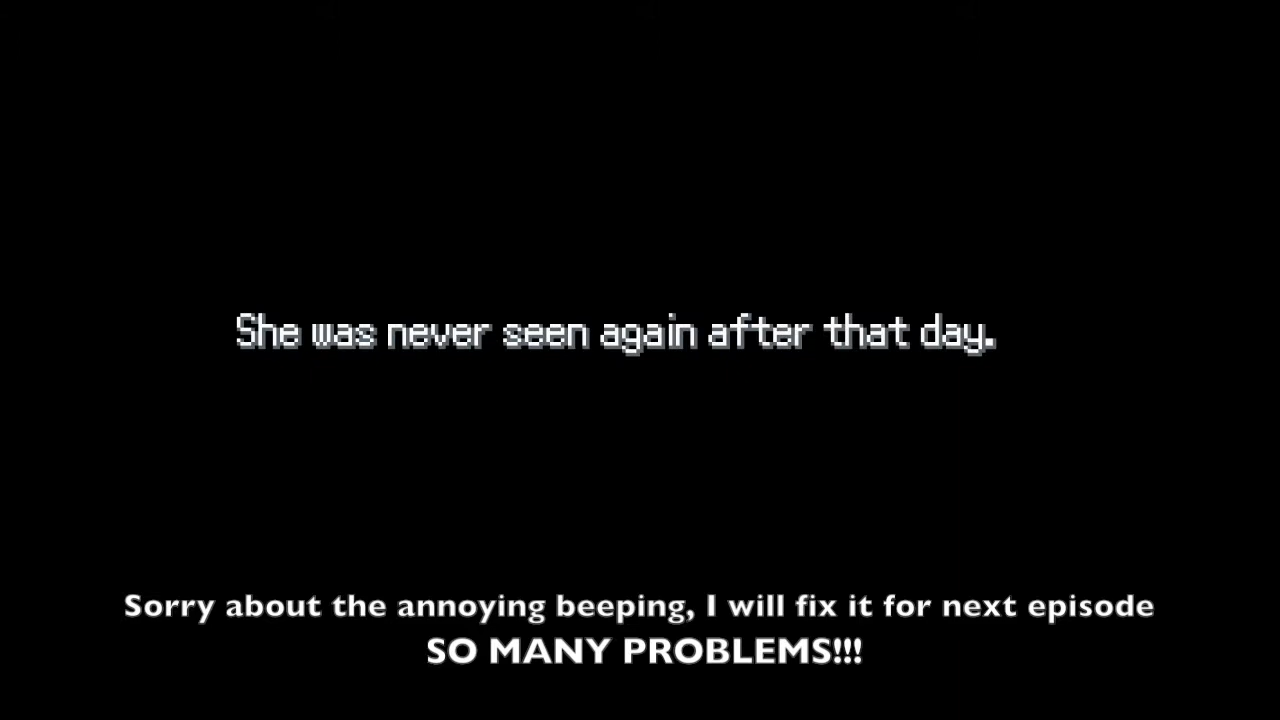 She was never seen again after that day.
Sorry about the annoying beeping, I will fix it for next episode
SO MANY PROBLEMS!!!